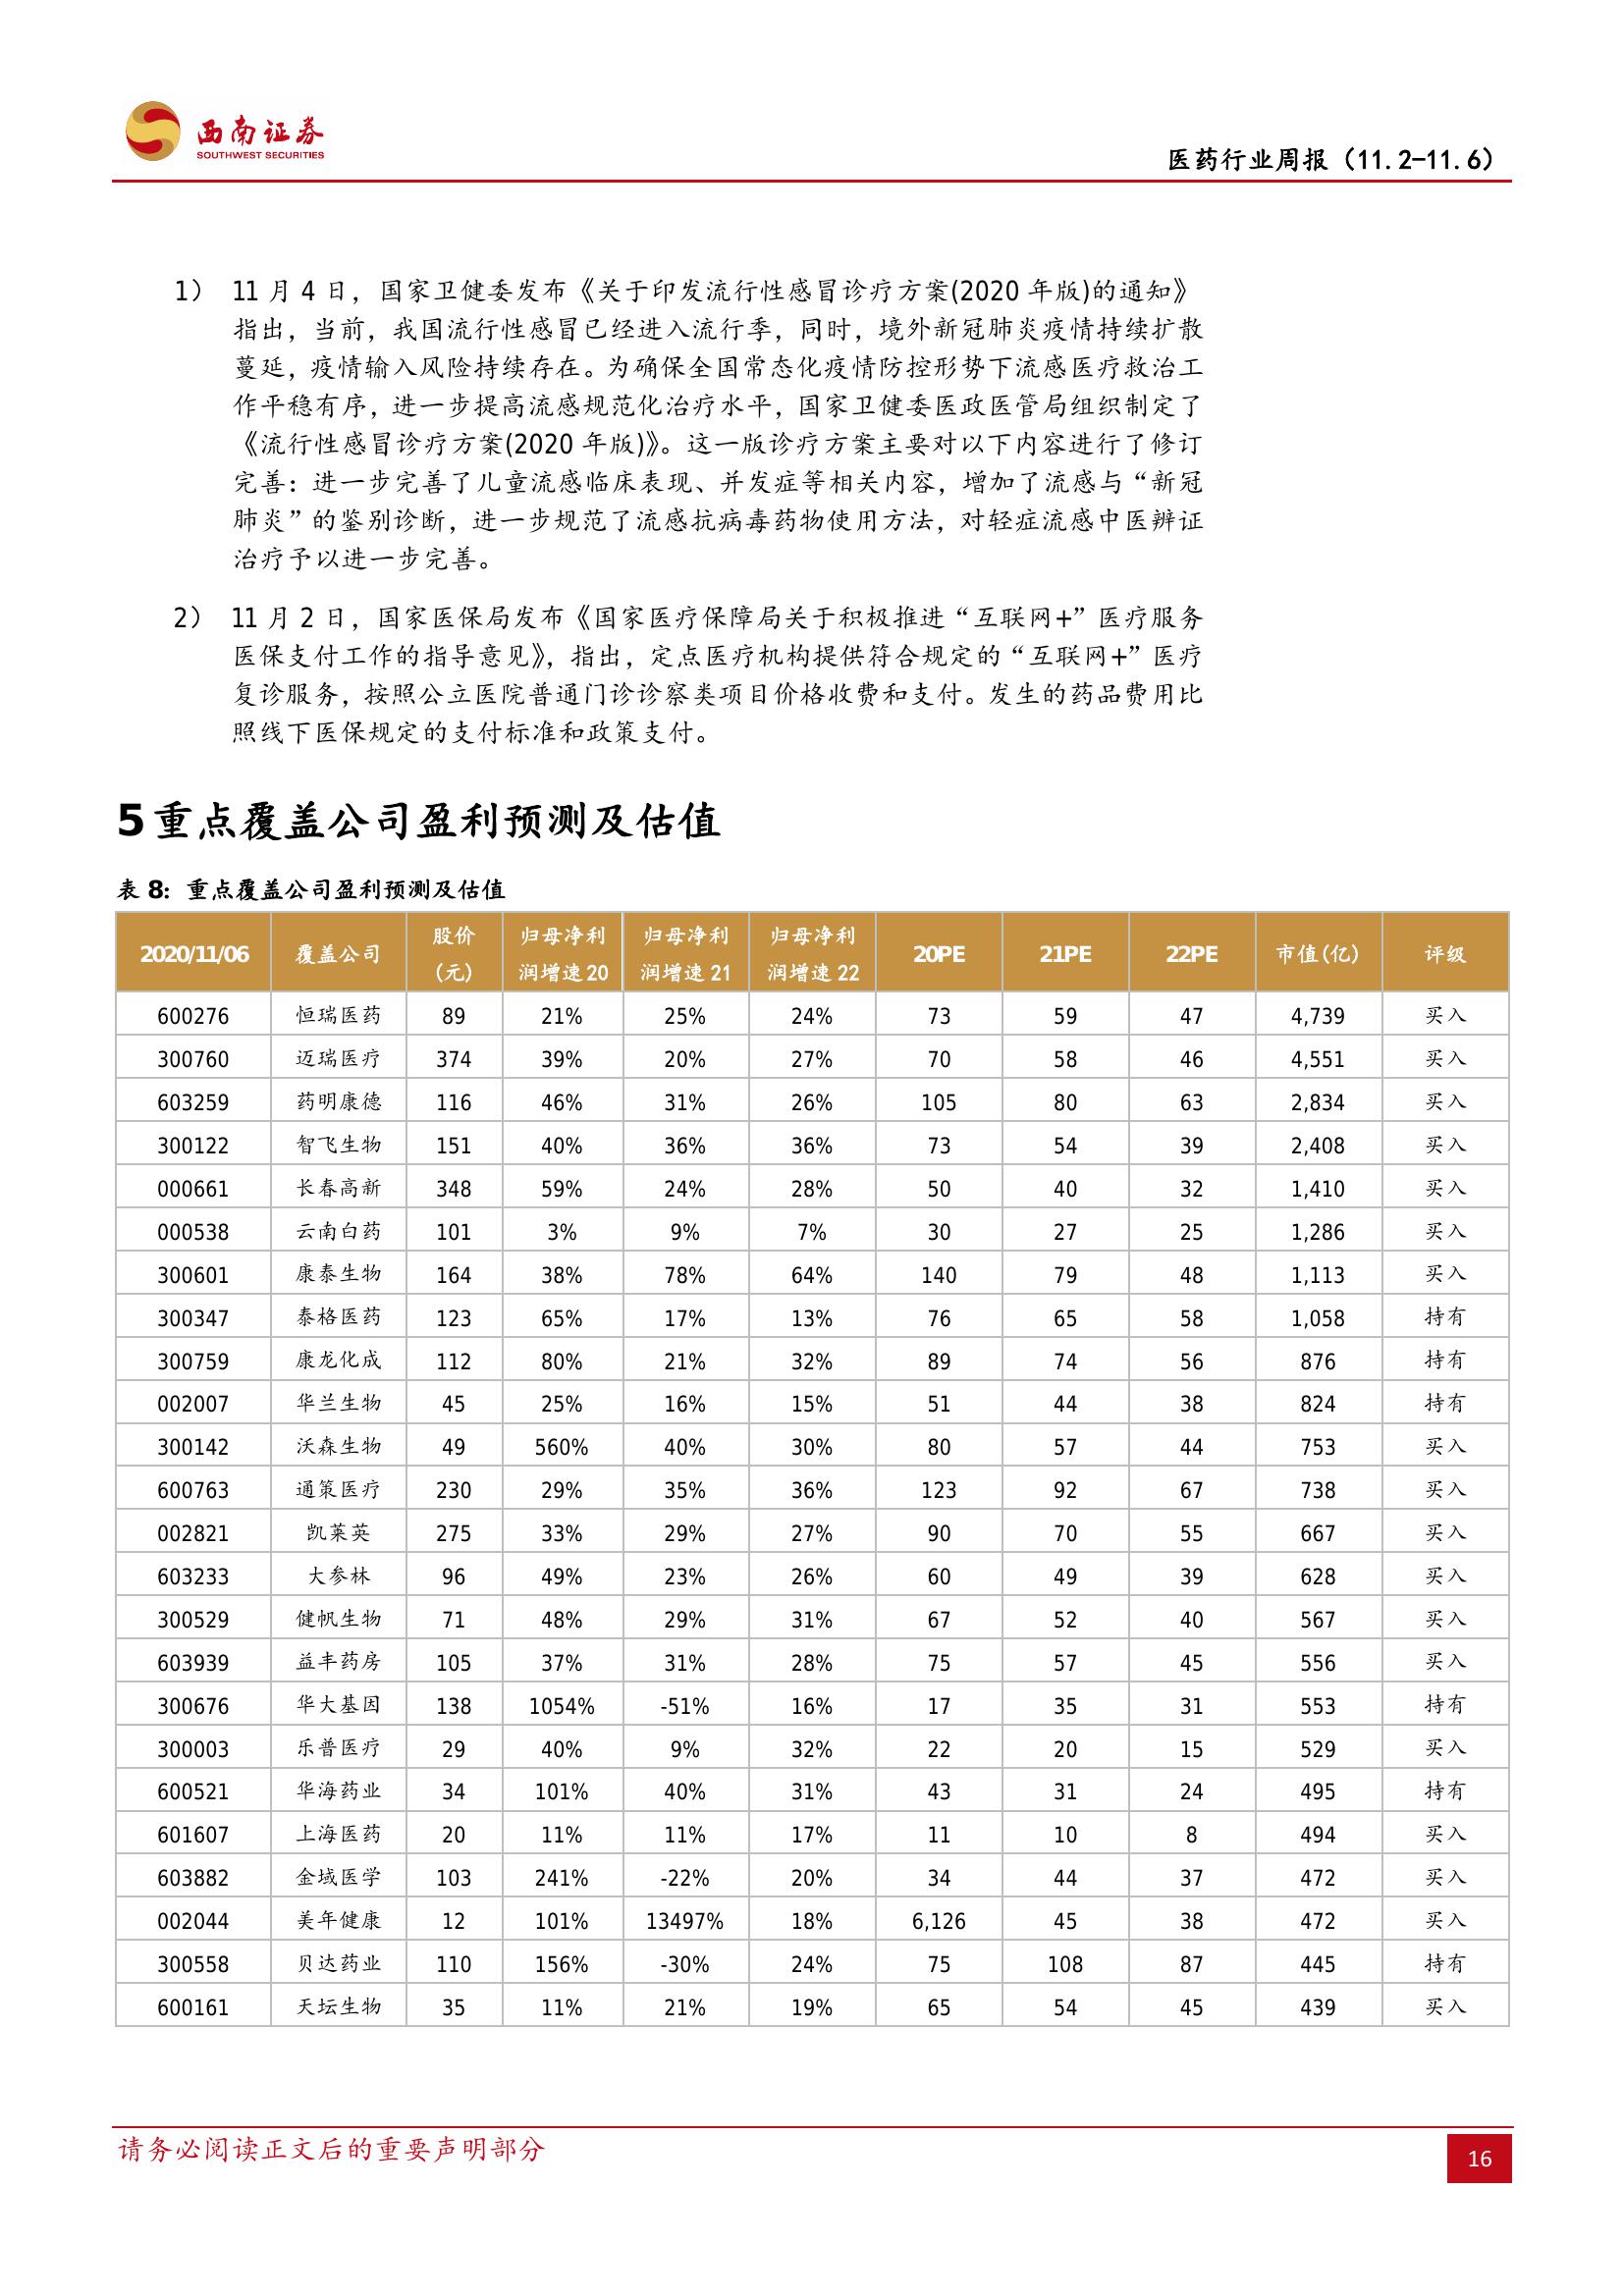 西南证券
SOUTHWEST SECURITIES
医药行业周报（11.2-11.6）
1） 11 月 4 日，国家卫健委发布《关于印发流行性感冒诊疗方案(2020 年版)的通知》
指出，当前，我国流行性感冒已经进入流行季，同时，境外新冠肺炎疫情持续扩散
蔓延，疫情输入风险持续存在。为确保全国常态化疫情防控形势下流感医疗救治工
作平稳有序，进一步提高流感规范化治疗水平，国家卫健委医政医管局组织制定了
《流行性感冒诊疗方案(2020 年版)》。这一版诊疗方案主要对以下内容进行了修订
完善：进一步完善了儿童流感临床表现、并发症等相关内容，增加了流感与“新冠
肺炎”的鉴别诊断，进一步规范了流感抗病毒药物使用方法，对轻症流感中医辨证
治疗予以进一步完善。
2） 11 月 2 日，国家医保局发布《国家医疗保障局关于积极推进“互联网+”医疗服务
医保支付工作的指导意见》，指出，定点医疗机构提供符合规定的“互联网+”医疗
复诊服务，按照公立医院普通门诊诊察类项目价格收费和支付。发生的药品费用比
照线下医保规定的支付标准和政策支付。
5 重点覆盖公司盈利预测及估值
表 8：重点覆盖公司盈利预测及估值
2020/11/06 覆盖公司 股价(元) 归母净利润增速 20 归母净利润增速 21 归母净利润增速 22 20PE 21PE 22PE 市值(亿) 评级
600276 恒瑞医药 89 21% 25% 24% 73 59 47 4,739 买入
300760 迈瑞医疗 374 39% 20% 27% 70 58 46 4,551 买入
603259 药明康德 116 46% 31% 26% 105 80 63 2,834 买入
300122 智飞生物 151 40% 36% 36% 73 54 39 2,408 买入
000661 长春高新 348 59% 24% 28% 50 40 32 1,410 买入
000538 云南白药 101 3% 9% 7% 30 27 25 1,286 买入
300601 康泰生物 164 38% 78% 64% 140 79 48 1,113 买入
300347 泰格医药 123 65% 17% 13% 76 65 58 1,058 持有
300759 康龙化成 112 80% 21% 32% 89 74 56 876 持有
002007 华兰生物 45 25% 16% 15% 51 44 38 824 持有
300142 沃森生物 49 560% 40% 30% 80 57 44 753 买入
600763 通策医疗 230 29% 35% 36% 123 92 67 738 买入
002821 凯莱英 275 33% 29% 27% 90 70 55 667 买入
603233 大参林 96 49% 23% 26% 60 49 39 628 买入
300529 健帆生物 71 48% 29% 31% 67 52 40 567 买入
603939 益丰药房 105 37% 31% 28% 75 57 45 556 买入
300676 华大基因 138 1054% -51% 16% 17 35 31 553 持有
300003 乐普医疗 29 40% 9% 32% 22 20 15 529 买入
600521 华海药业 34 101% 40% 31% 43 31 24 495 持有
601607 上海医药 20 11% 11% 17% 11 10 8 494 买入
603882 金域医学 103 241% -22% 20% 34 44 37 472 买入
002044 美年健康 12 101% 13497% 18% 6,126 45 38 472 买入
300558 贝达药业 110 156% -30% 24% 75 108 87 445 持有
600161 天坛生物 35 11% 21% 19% 65 54 45 439 买入
请务必阅读正文后的重要声明部分
16